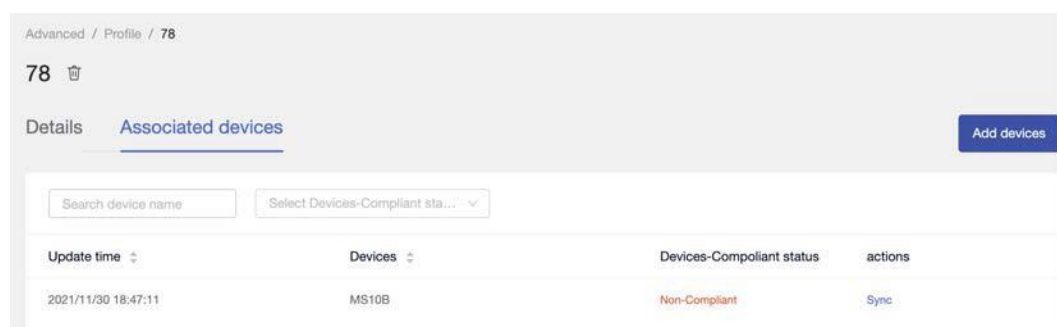 Advanced / Profile / 78
78
Details Associated devices
Add devices
Search device name Select Devices-Compliant sta...
Update time Devices Devices-Compoliant status actions
2021/11/30 18:47:11 MS10B Non-Compliant Sync